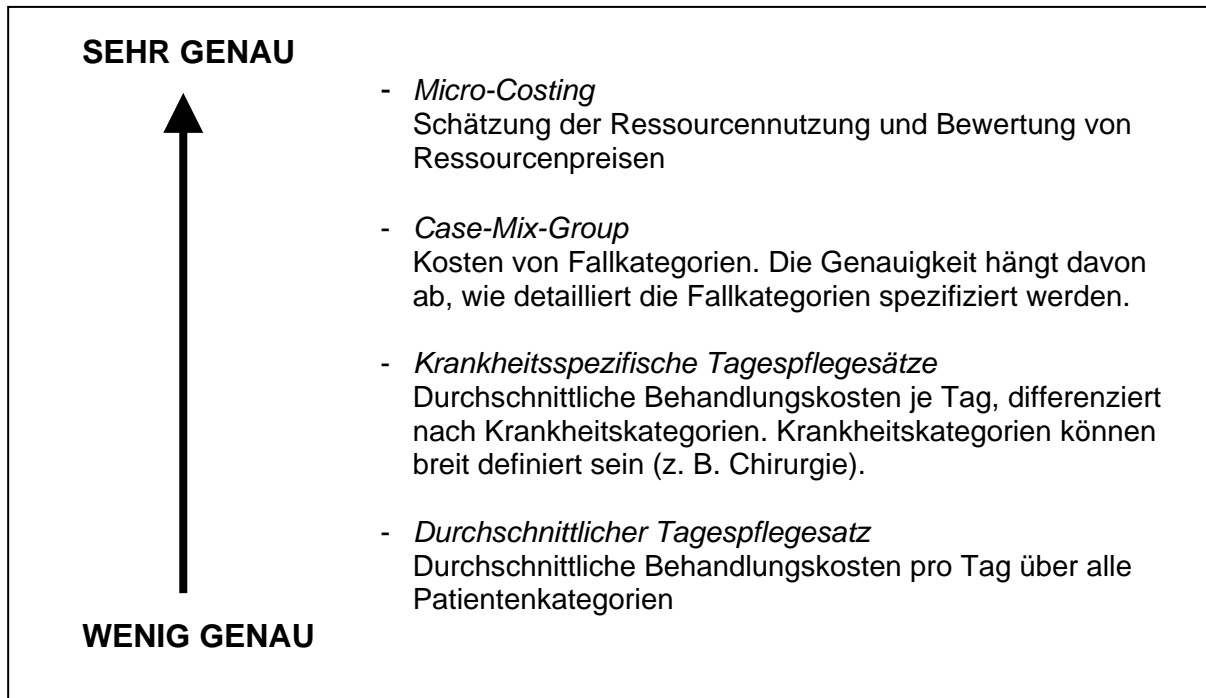 SEHR GENAU
- Micro-Costing
Schätzung der Ressourcennutzung und Bewertung von
Ressourcenpreisen
- Case-Mix-Group
Kosten von Fallkategorien. Die Genauigkeit hängt davon
ab, wie detailliert die Fallkategorien spezifiziert werden.
- Krankheitsspezifische Tagespflegesätze
Durchschnittliche Behandlungskosten je Tag, differenziert
nach Krankheitskategorien. Krankheitskategorien können
breit definiert sein (z. B. Chirurgie).
- Durchschnittlicher Tagespflegesatz
Durchschnittliche Behandlungskosten pro Tag über alle
Patientenkategorien
WENIG GENAU